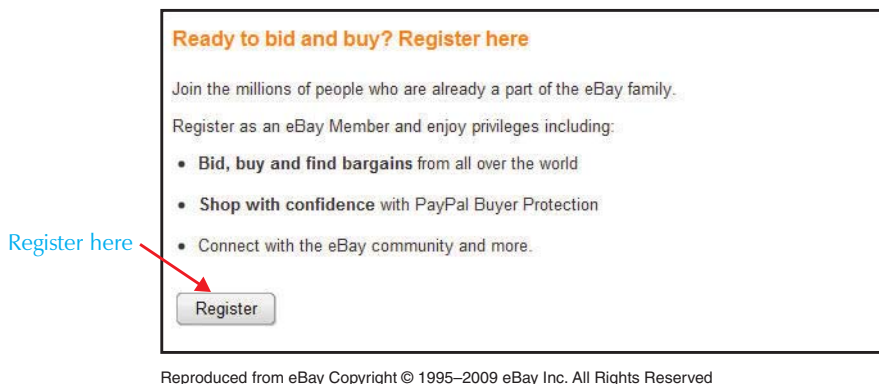 Ready to bid and buy? Register here
Join the millions of people who are already a part of the eBay family.
Register as an eBay Member and enjoy privileges including:
• Bid, buy and find bargains from all over the world
• Shop with confidence with PayPal Buyer Protection
• Connect with the eBay community and more.
Register here
Register
Reproduced from eBay Copyright © 1995–2009 eBay Inc. All Rights Reserved